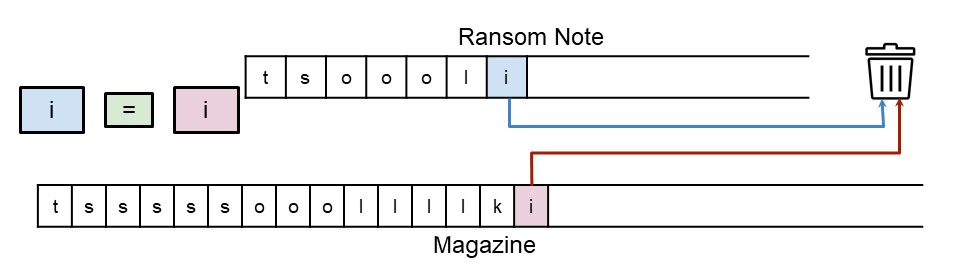 Ransom Note
t s o o o l i
i = i
t s s s s s o o o l l l l k i
Magazine